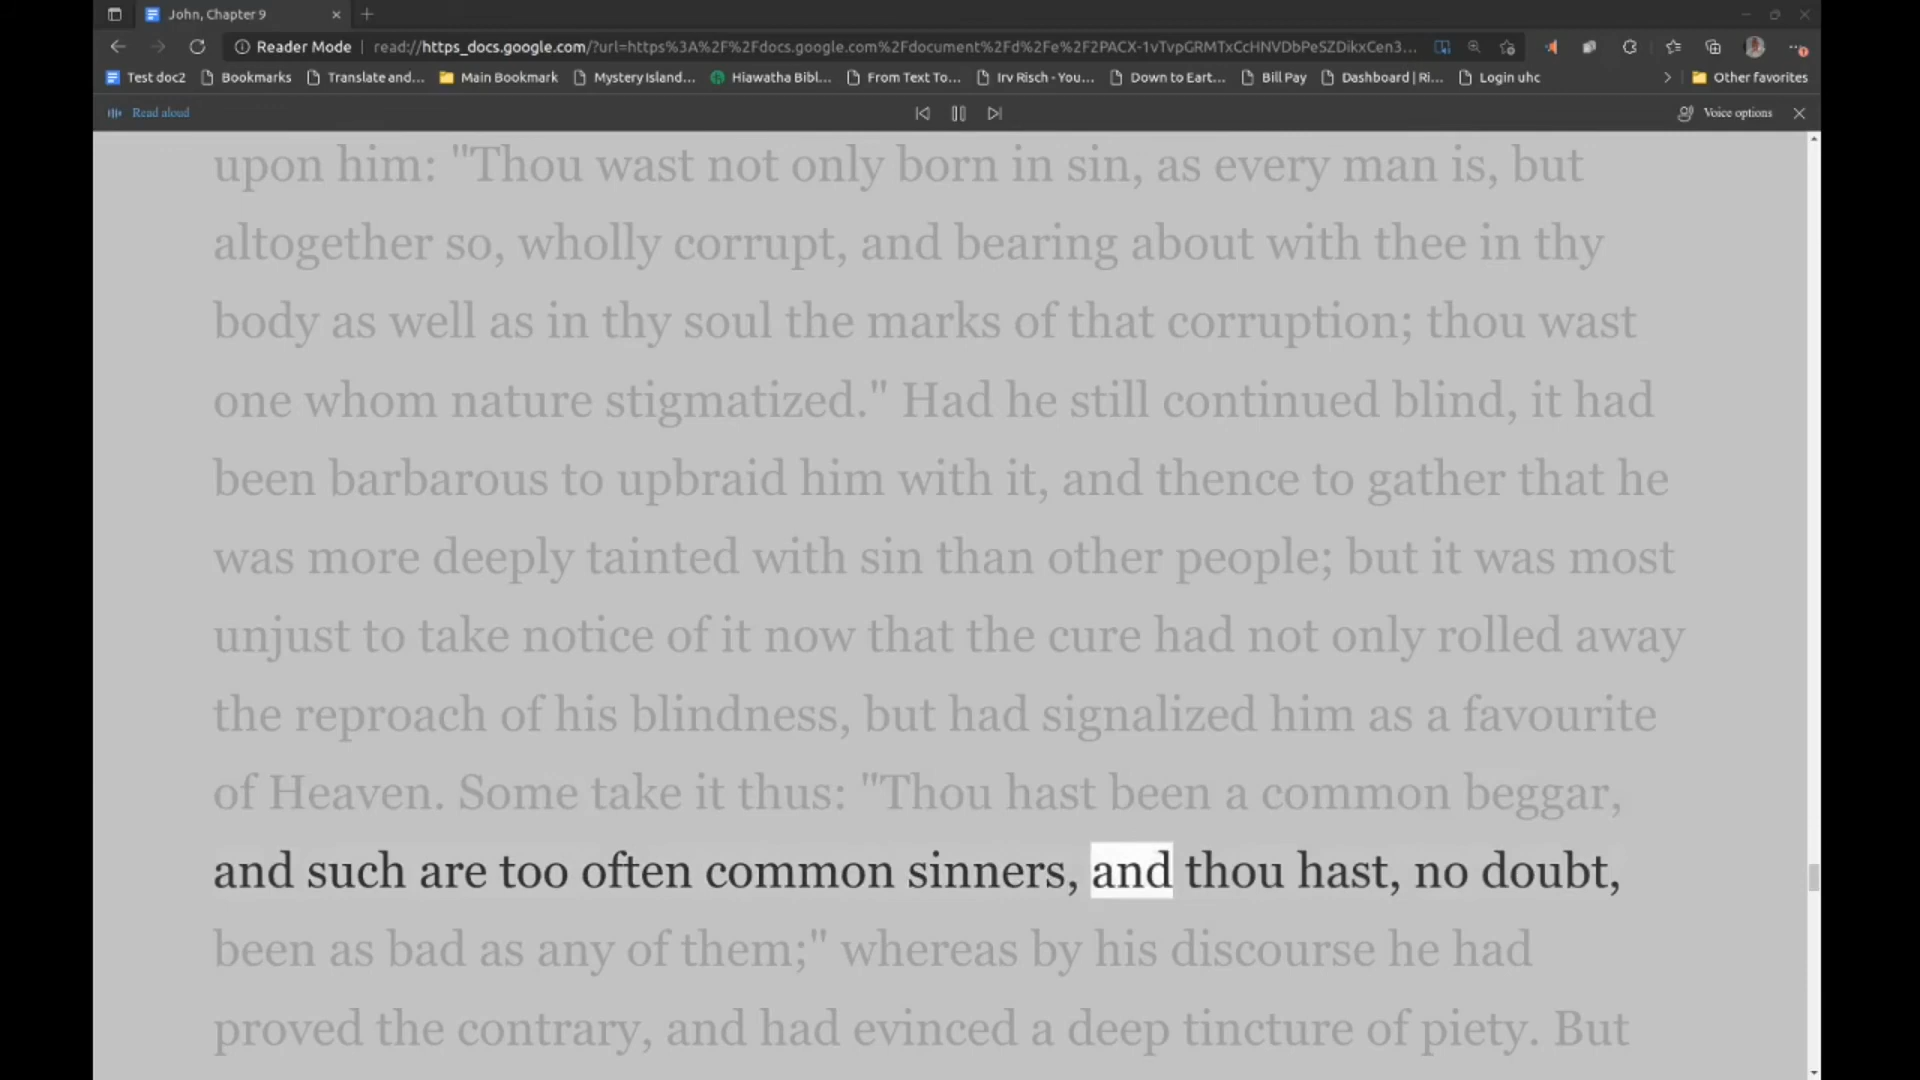 John, Chapter 9
Reader Mode
read://https_docs.google.com/?url=https%3A%2F%2Fdocs.google.com%2Fdocument%2Fd%2Fe%2F2PACX-1vTvpGRMTxCcHNVDbPeSZDikxCen3...
Test doc2
Bookmarks
Translate and...
Main Bookmark
Mystery Island...
Hiawatha Bibl...
From Text To...
Irv Risch - You...
Down to Eart...
Bill Pay
Dashboard | Ri...
Login uhc
Other favorites
Read aloud
Voice options
upon him: "Thou wast not only born in sin, as every man is, but
altogether so, wholly corrupt, and bearing about with thee in thy
body as well as in thy soul the marks of that corruption; thou wast
one whom nature stigmatized." Had he still continued blind, it had
been barbarous to upbraid him with it, and thence to gather that he
was more deeply tainted with sin than other people; but it was most
unjust to take notice of it now that the cure had not only rolled away
the reproach of his blindness, but had signalized him as a favourite
of Heaven. Some take it thus: "Thou hast been a common beggar,
and such are too often common sinners, and thou hast, no doubt,
been as bad as any of them;" whereas by his discourse he had
proved the contrary, and had evinced a deep tincture of piety. But